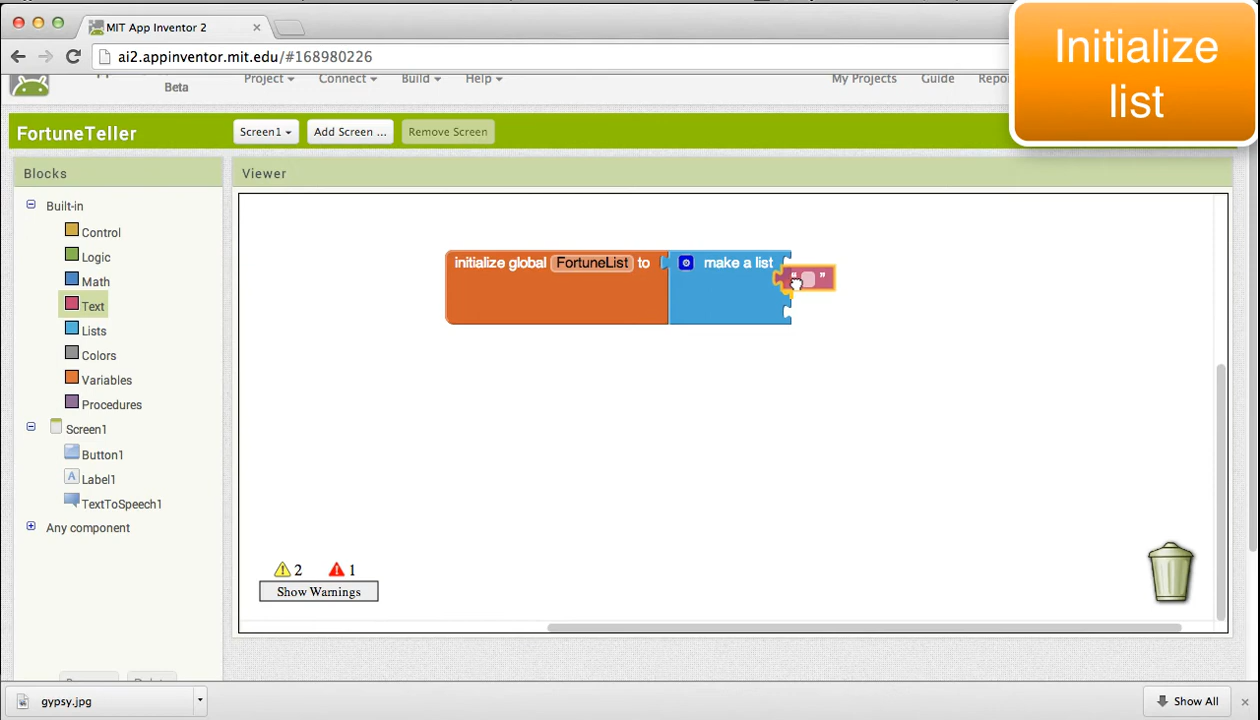 MIT App Inventor 2
ai2.appinventor.mit.edu/#168980226
Initialize
list
Beta
Project
Connect
Build
Help
My Projects
Guide
FortuneTeller
Screen1
Add Screen ...
Remove Screen
Blocks
Viewer
Built-in
Control
Logic
Math
Text
Lists
Colors
Variables
Procedures
Screen1
Button1
Label1
A
TextToSpeech1
Any component
initialize global FortuneList to
make a list
" "
2
1
Show Warnings
gypsy.jpg
Show All